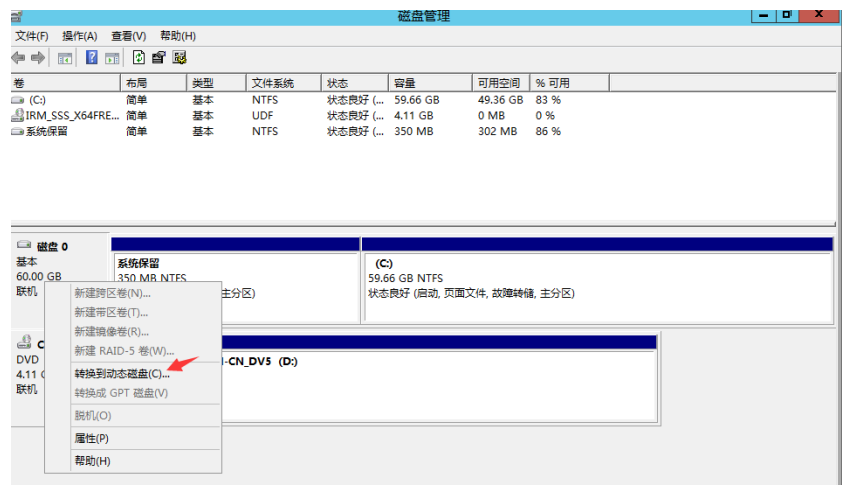 磁盘管理
文件(F) 操作(A) 查看(V) 帮助(H)
卷 布局 类型 文件系统 状态 容量 可用空间 % 可用
(C:) 简单 基本 NTFS 状态良好 (... 59.66 GB 49.36 GB 83 %
IRM_SSS_X64FRE... 简单 基本 UDF 状态良好 (... 4.11 GB 0 MB 0 %
系统保留 简单 基本 NTFS 状态良好 (... 350 MB 302 MB 86 %
磁盘 0
基本
60.00 GB
联机
系统保留
350 MB NTFS
主分区)
(C:)
59.66 GB NTFS
状态良好 (启动, 页面文件, 故障转储, 主分区)
DVD
4.11
联机
-CN_DV5 (D:)
新建跨区卷(N)...
新建带区卷(T)...
新建镜像卷(R)...
新建 RAID-5 卷(W)...
转换到动态磁盘(C)...
转换成 GPT 磁盘(V)
脱机(O)
属性(P)
帮助(H)